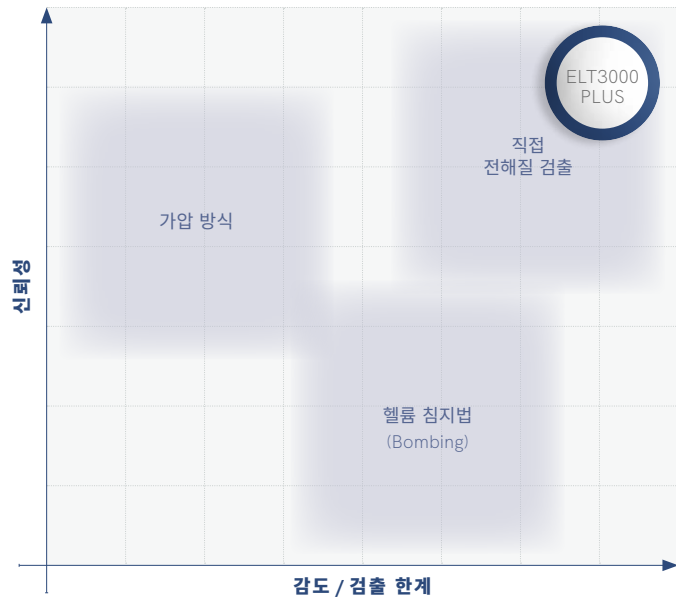 ELT3000
PLUS
직접
전해질 검출
가압 방식
신뢰성
헬륨 침지법
(Bombing)
감도 / 검출 한계